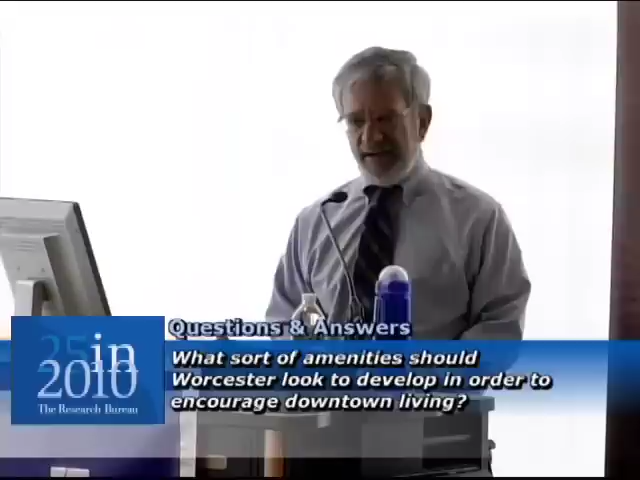 Questions & Answers
What sort of amenities should
Worcester look to develop in order to
encourage downtown living?
25 in
2010
The Research Bureau